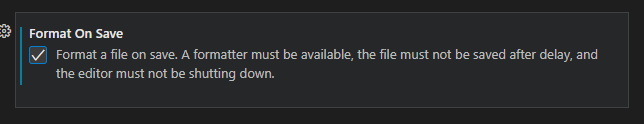 Format On Save
Format a file on save. A formatter must be available, the file must not be saved after delay, and
the editor must not be shutting down.